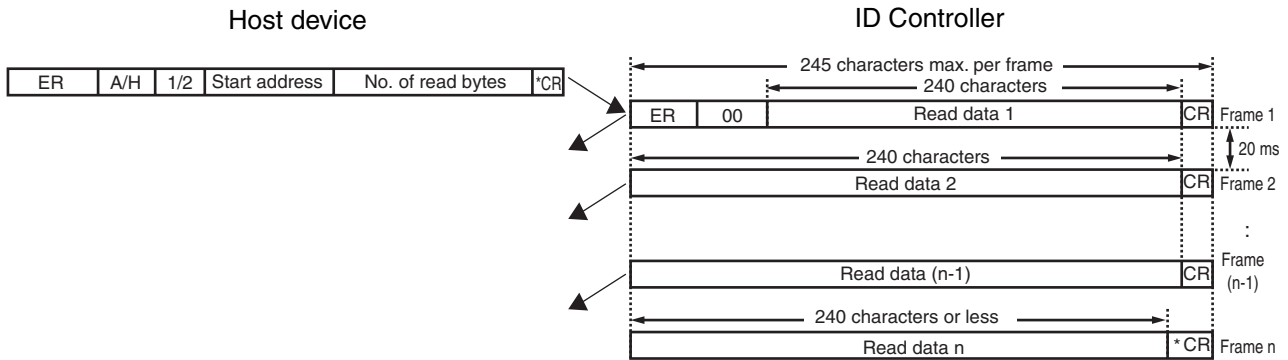 Host device
ID Controller
ER A/H 1/2 Start address No. of read bytes *CR
245 characters max. per frame
240 characters
ER 00 Read data 1 CR Frame 1
20 ms
240 characters
Read data 2 CR Frame 2
:
Read data (n-1) CR Frame (n-1)
240 characters or less
Read data n * CR Frame n